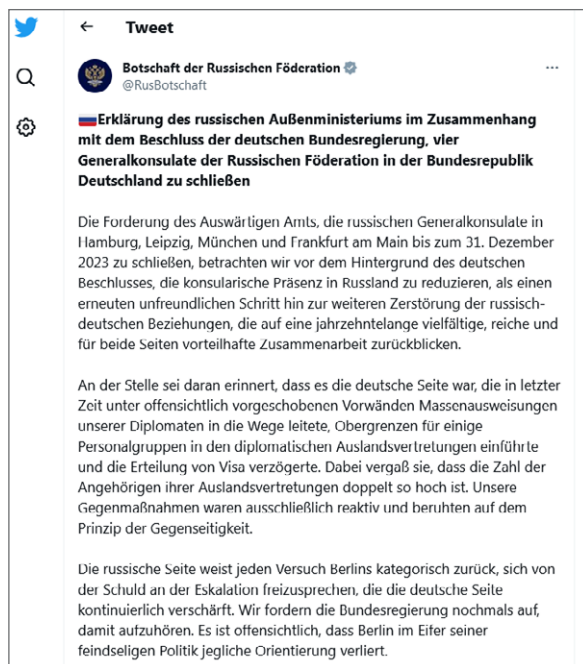 Tweet
Botschaft der Russischen Föderation
@RusBotschaft
Erklärung des russischen Außenministeriums im Zusammenhang
mit dem Beschluss der deutschen Bundesregierung, vier
Generalkonsulate der Russischen Föderation in der Bundesrepublik
Deutschland zu schließen
Die Forderung des Auswärtigen Amts, die russischen Generalkonsulate in
Hamburg, Leipzig, München und Frankfurt am Main bis zum 31. Dezember
2023 zu schließen, betrachten wir vor dem Hintergrund des deutschen
Beschlusses, die konsularische Präsenz in Russland zu reduzieren, als einen
erneuten unfreundlichen Schritt hin zur weiteren Zerstörung der russisch-
deutschen Beziehungen, die auf eine jahrzehntelange vielfältige, reiche und
für beide Seiten vorteilhafte Zusammenarbeit zurückblicken.
An der Stelle sei daran erinnert, dass es die deutsche Seite war, die in letzter
Zeit unter offensichtlich vorgeschobenen Vorwänden Massenausweisungen
unserer Diplomaten in die Wege leitete, Obergrenzen für einige
Personalgruppen in den diplomatischen Auslandsvertretungen einführte
und die Erteilung von Visa verzögerte. Dabei vergaß sie, dass die Zahl der
Angehörigen ihrer Auslandsvertretungen doppelt so hoch ist. Unsere
Gegenmaßnahmen waren ausschließlich reaktiv und beruhten auf dem
Prinzip der Gegenseitigkeit.
Die russische Seite weist jeden Versuch Berlins kategorisch zurück, sich von
der Schuld an der Eskalation freizusprechen, die die deutsche Seite
kontinuierlich verschärft. Wir fordern die Bundesregierung nochmals auf,
damit aufzuhören. Es ist offensichtlich, dass Berlin im Eifer seiner
feindseligen Politik jegliche Orientierung verliert.